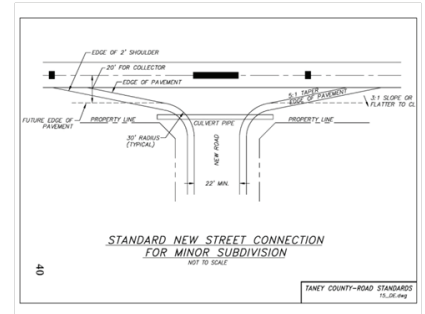 EDGE OF 2' SHOULDER
20' FOR COLLECTOR
EDGE OF PAVEMENT
5:1 TAPER
EDGE OF PAVEMENT
3:1 SLOPE OR
FLATTER TO CL
FUTURE EDGE OF
PAVEMENT
PROPERTY LINE
CULVERT PIPE
PROPERTY LINE
30' RADIUS
(TYPICAL)
NEW ROAD
22' MIN.
STANDARD NEW STREET CONNECTION
FOR MINOR SUBDIVISION
NOT TO SCALE
40
TANEY COUNTY-ROAD STANDARDS
15_DE.dwg